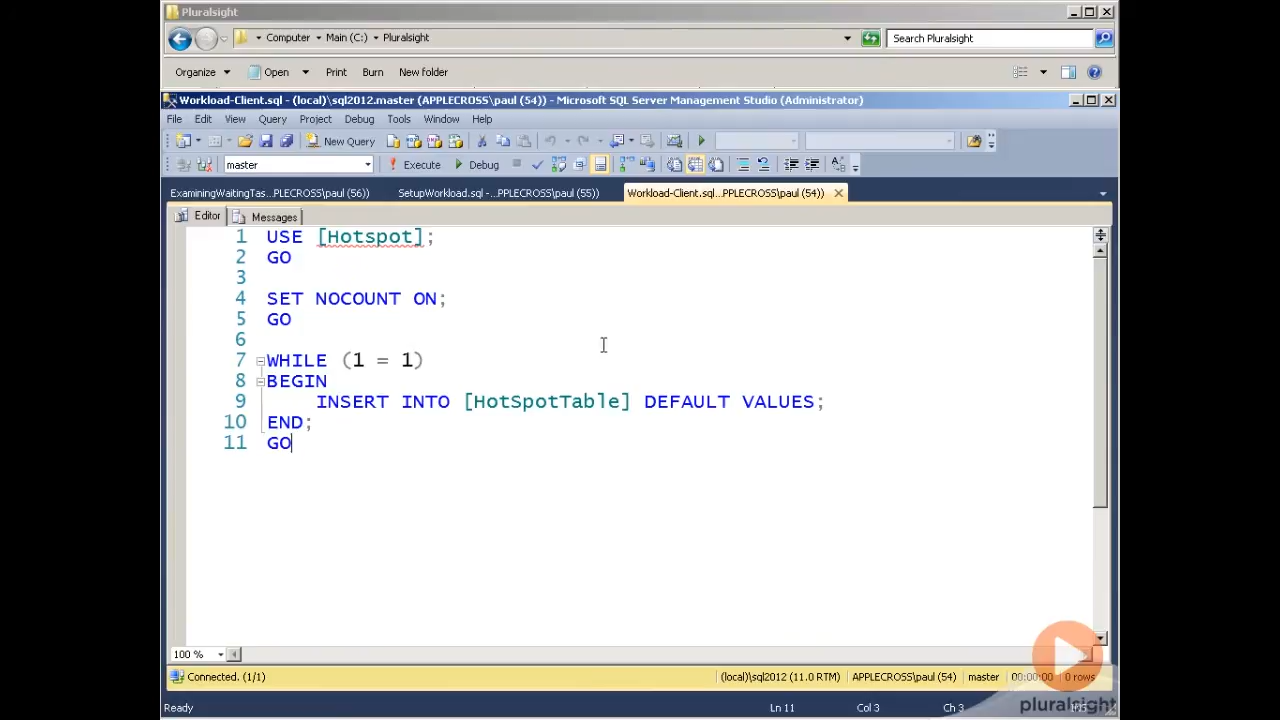 Pluralsight
Computer ▸ Main (C:) ▸ Pluralsight
Search Pluralsight
Organize Open Print Burn New folder
Workload-Client.sql - (local)\sql2012.master (APPLECROSS\paul (54)) - Microsoft SQL Server Management Studio (Administrator)
File Edit View Query Project Debug Tools Window Help
New Query
master
Execute Debug
ExaminingWaitingTas...PLECROSS\paul (56)) SetupWorkload.sql -...PPLECROSS\paul (55)) Workload-Client.sql...PPLECROSS\paul (54))
Editor Messages
1 USE [Hotspot];
2 GO
3
4 SET NOCOUNT ON;
5 GO
6
7 WHILE (1 = 1)
8 BEGIN
9 INSERT INTO [HotSpotTable] DEFAULT VALUES;
10 END;
11 GO
100 %
Connected. (1/1) (local)\sql2012 (11.0 RTM) APPLECROSS\paul (54) master 00:00:00 0 rows
Ready Ln 11 Col 3 Ch 3 INS
pluralsight